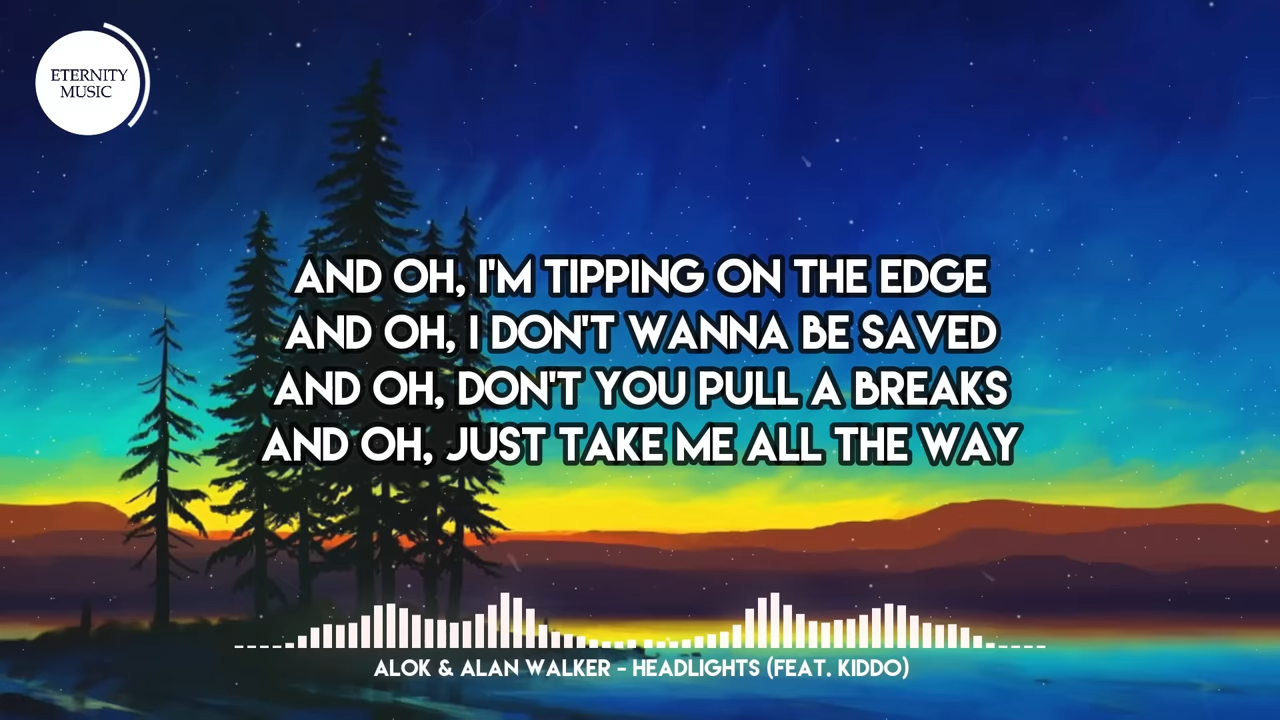 ETERNITY
MUSIC
AND OH, I'M TIPPING ON THE EDGE
AND OH, I DON'T WANNA BE SAVED
AND OH, DON'T YOU PULL A BREAKS
AND OH, JUST TAKE ME ALL THE WAY
ALOK & ALAN WALKER - HEADLIGHTS (FEAT. KIDDO)